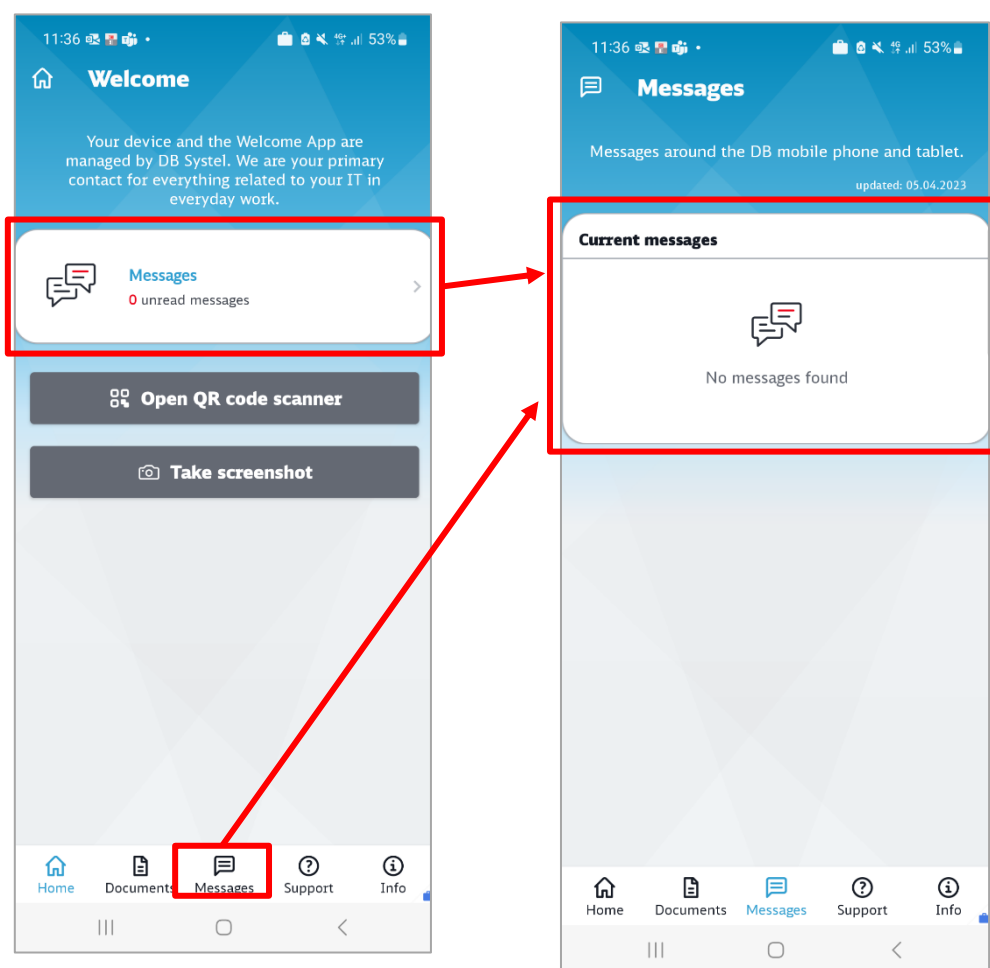 11:36
53%
Welcome
Your device and the Welcome App are
managed by DB Systel. We are your primary
contact for everything related to your IT in
everyday work.
Messages
0 unread messages
Open QR code scanner
Take screenshot
Home
Documents
Messages
Support
Info
11:36
4G
53%
Messages
Messages around the DB mobile phone and tablet.
updated: 05.04.2023
Current messages
No messages found
Home
Documents
Messages
Support
Info